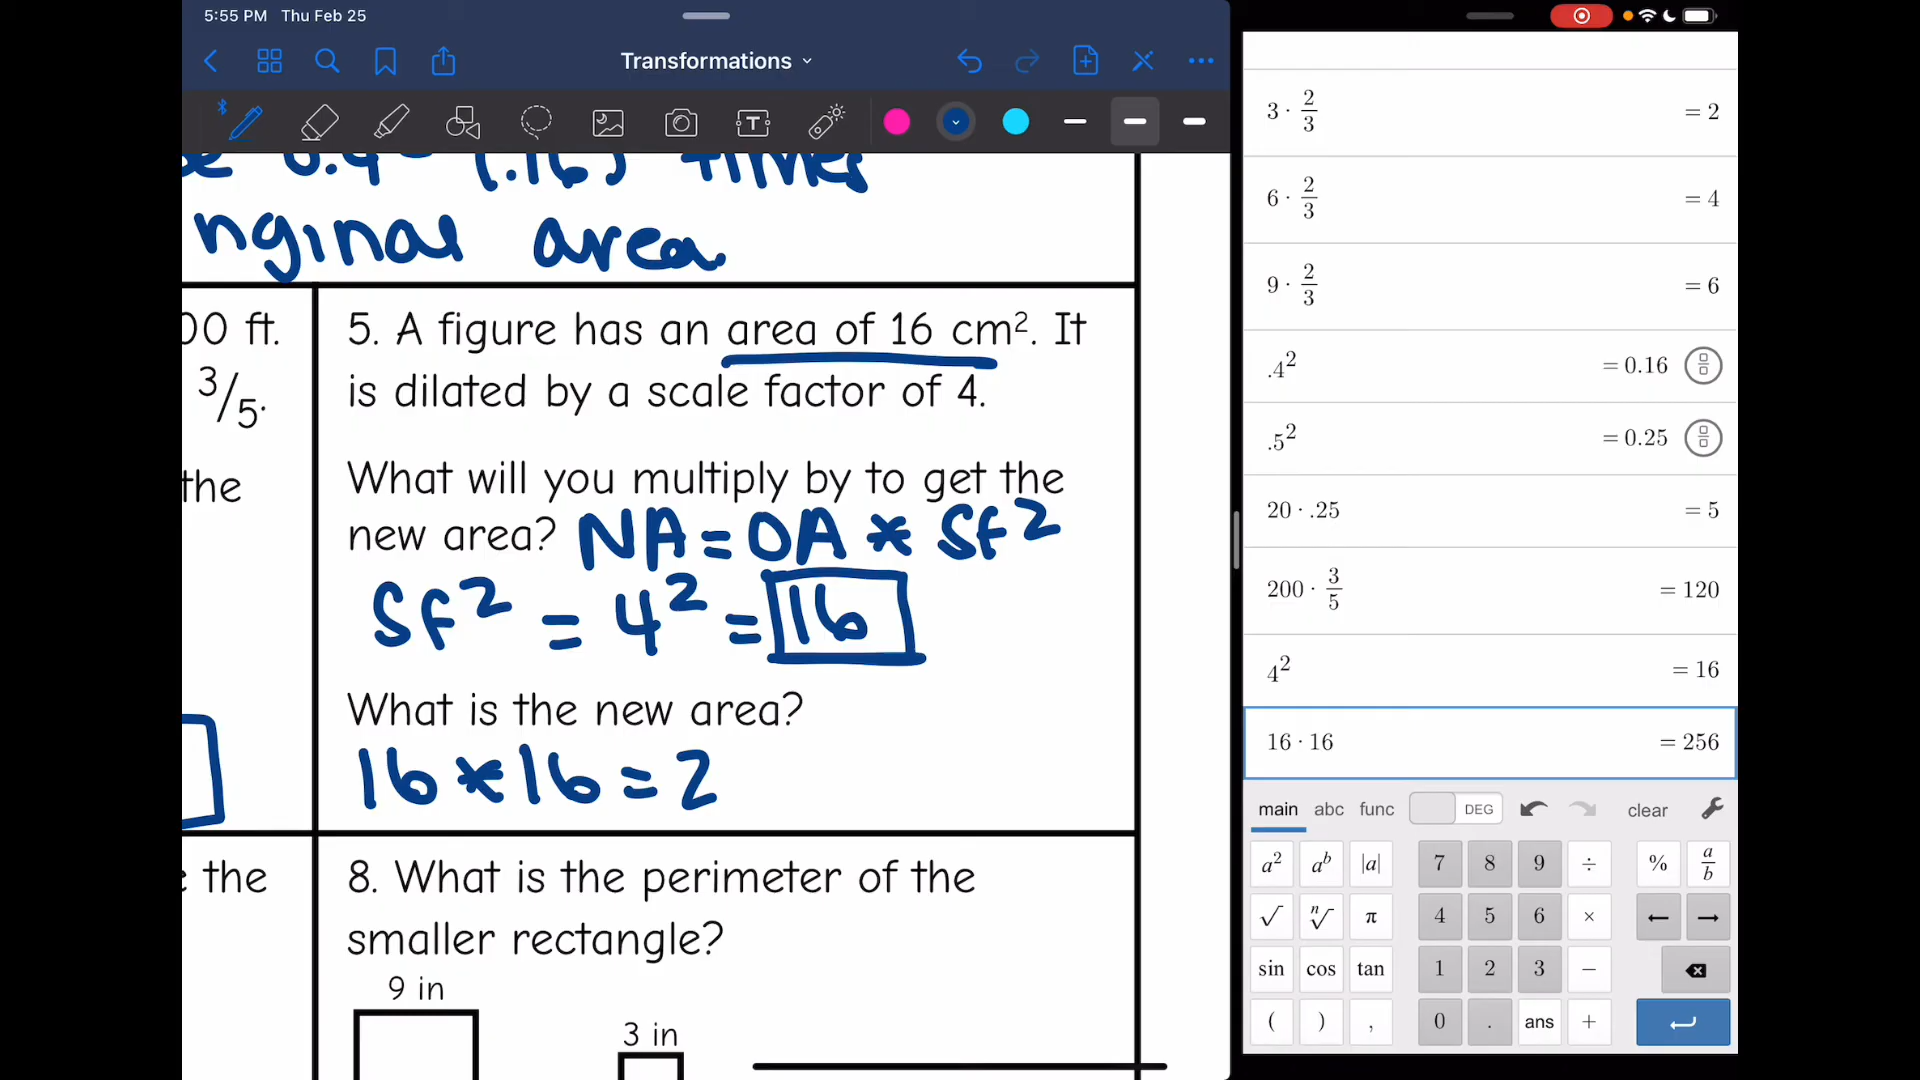 5:55 PM Thu Feb 25
Transformations
T
(.16) times
original area
00 ft.
3/5.
the
5. A figure has an area of 16 cm². It
is dilated by a scale factor of 4.
What will you multiply by to get the
new area? NA = OA * Sf²
Sf² = 4² = 16
What is the new area?
16 * 16 = 2
the
8. What is the perimeter of the
smaller rectangle?
9 in
3 in
3 · 2/3 = 2
6 · 2/3 = 4
9 · 2/3 = 6
.4² = 0.16
.5² = 0.25
20 · .25 = 5
200 · 3/5 = 120
4² = 16
16 · 16 = 256
main abc func DEG clear
a² aᵇ |a| 7 8 9 ÷ % a/b
√ ⁿ√ π 4 5 6 × ← →
sin cos tan 1 2 3 −
( ) , 0 . ans +